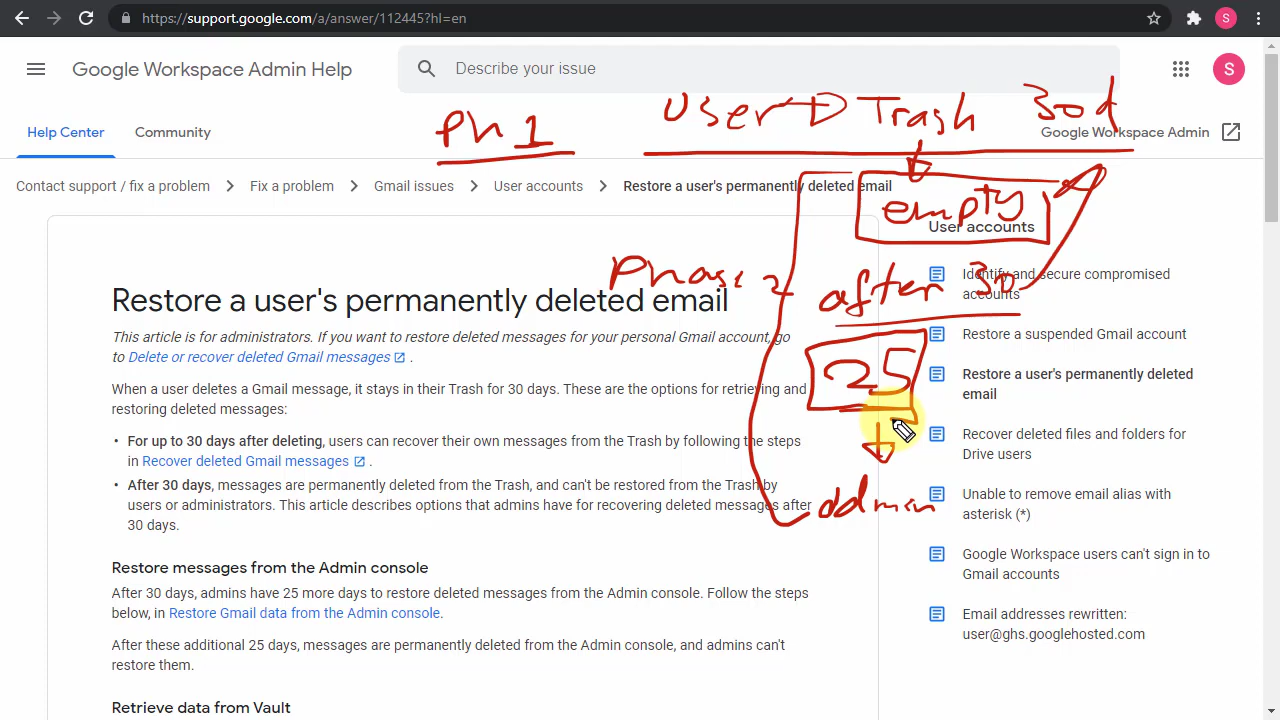 https://support.google.com/a/answer/112445?hl=en
S
Google Workspace Admin Help
Describe your issue
S
Ph 1
User → Trash 30d
Help Center
Community
Google Workspace Admin
Contact support / fix a problem
Fix a problem
Gmail issues
User accounts
Restore a user's permanently deleted email
empty
User accounts
Phase 2
after 30
25
admin
Restore a user's permanently deleted email
This article is for administrators. If you want to restore deleted messages for your personal Gmail account, go
to Delete or recover deleted Gmail messages .
When a user deletes a Gmail message, it stays in their Trash for 30 days. These are the options for retrieving and
restoring deleted messages:
• For up to 30 days after deleting, users can recover their own messages from the Trash by following the steps
in Recover deleted Gmail messages .
• After 30 days, messages are permanently deleted from the Trash, and can't be restored from the Trash by
users or administrators. This article describes options that admins have for recovering deleted messages after
30 days.
Restore messages from the Admin console
After 30 days, admins have 25 more days to restore deleted messages from the Admin console. Follow the steps
below, in Restore Gmail data from the Admin console.
After these additional 25 days, messages are permanently deleted from the Admin console, and admins can't
restore them.
Retrieve data from Vault
Identify and secure compromised
accounts
Restore a suspended Gmail account
Restore a user's permanently deleted
email
Recover deleted files and folders for
Drive users
Unable to remove email alias with
asterisk (*)
Google Workspace users can't sign in to
Gmail accounts
Email addresses rewritten:
user@ghs.googlehosted.com